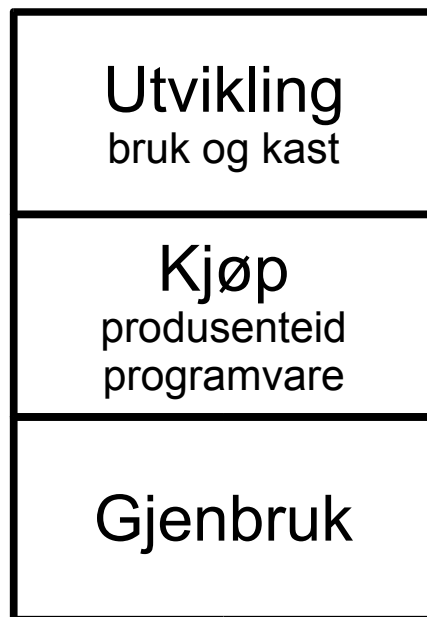 Utvikling
bruk og kast
Kjøp
produsenteid
programvare
Gjenbruk